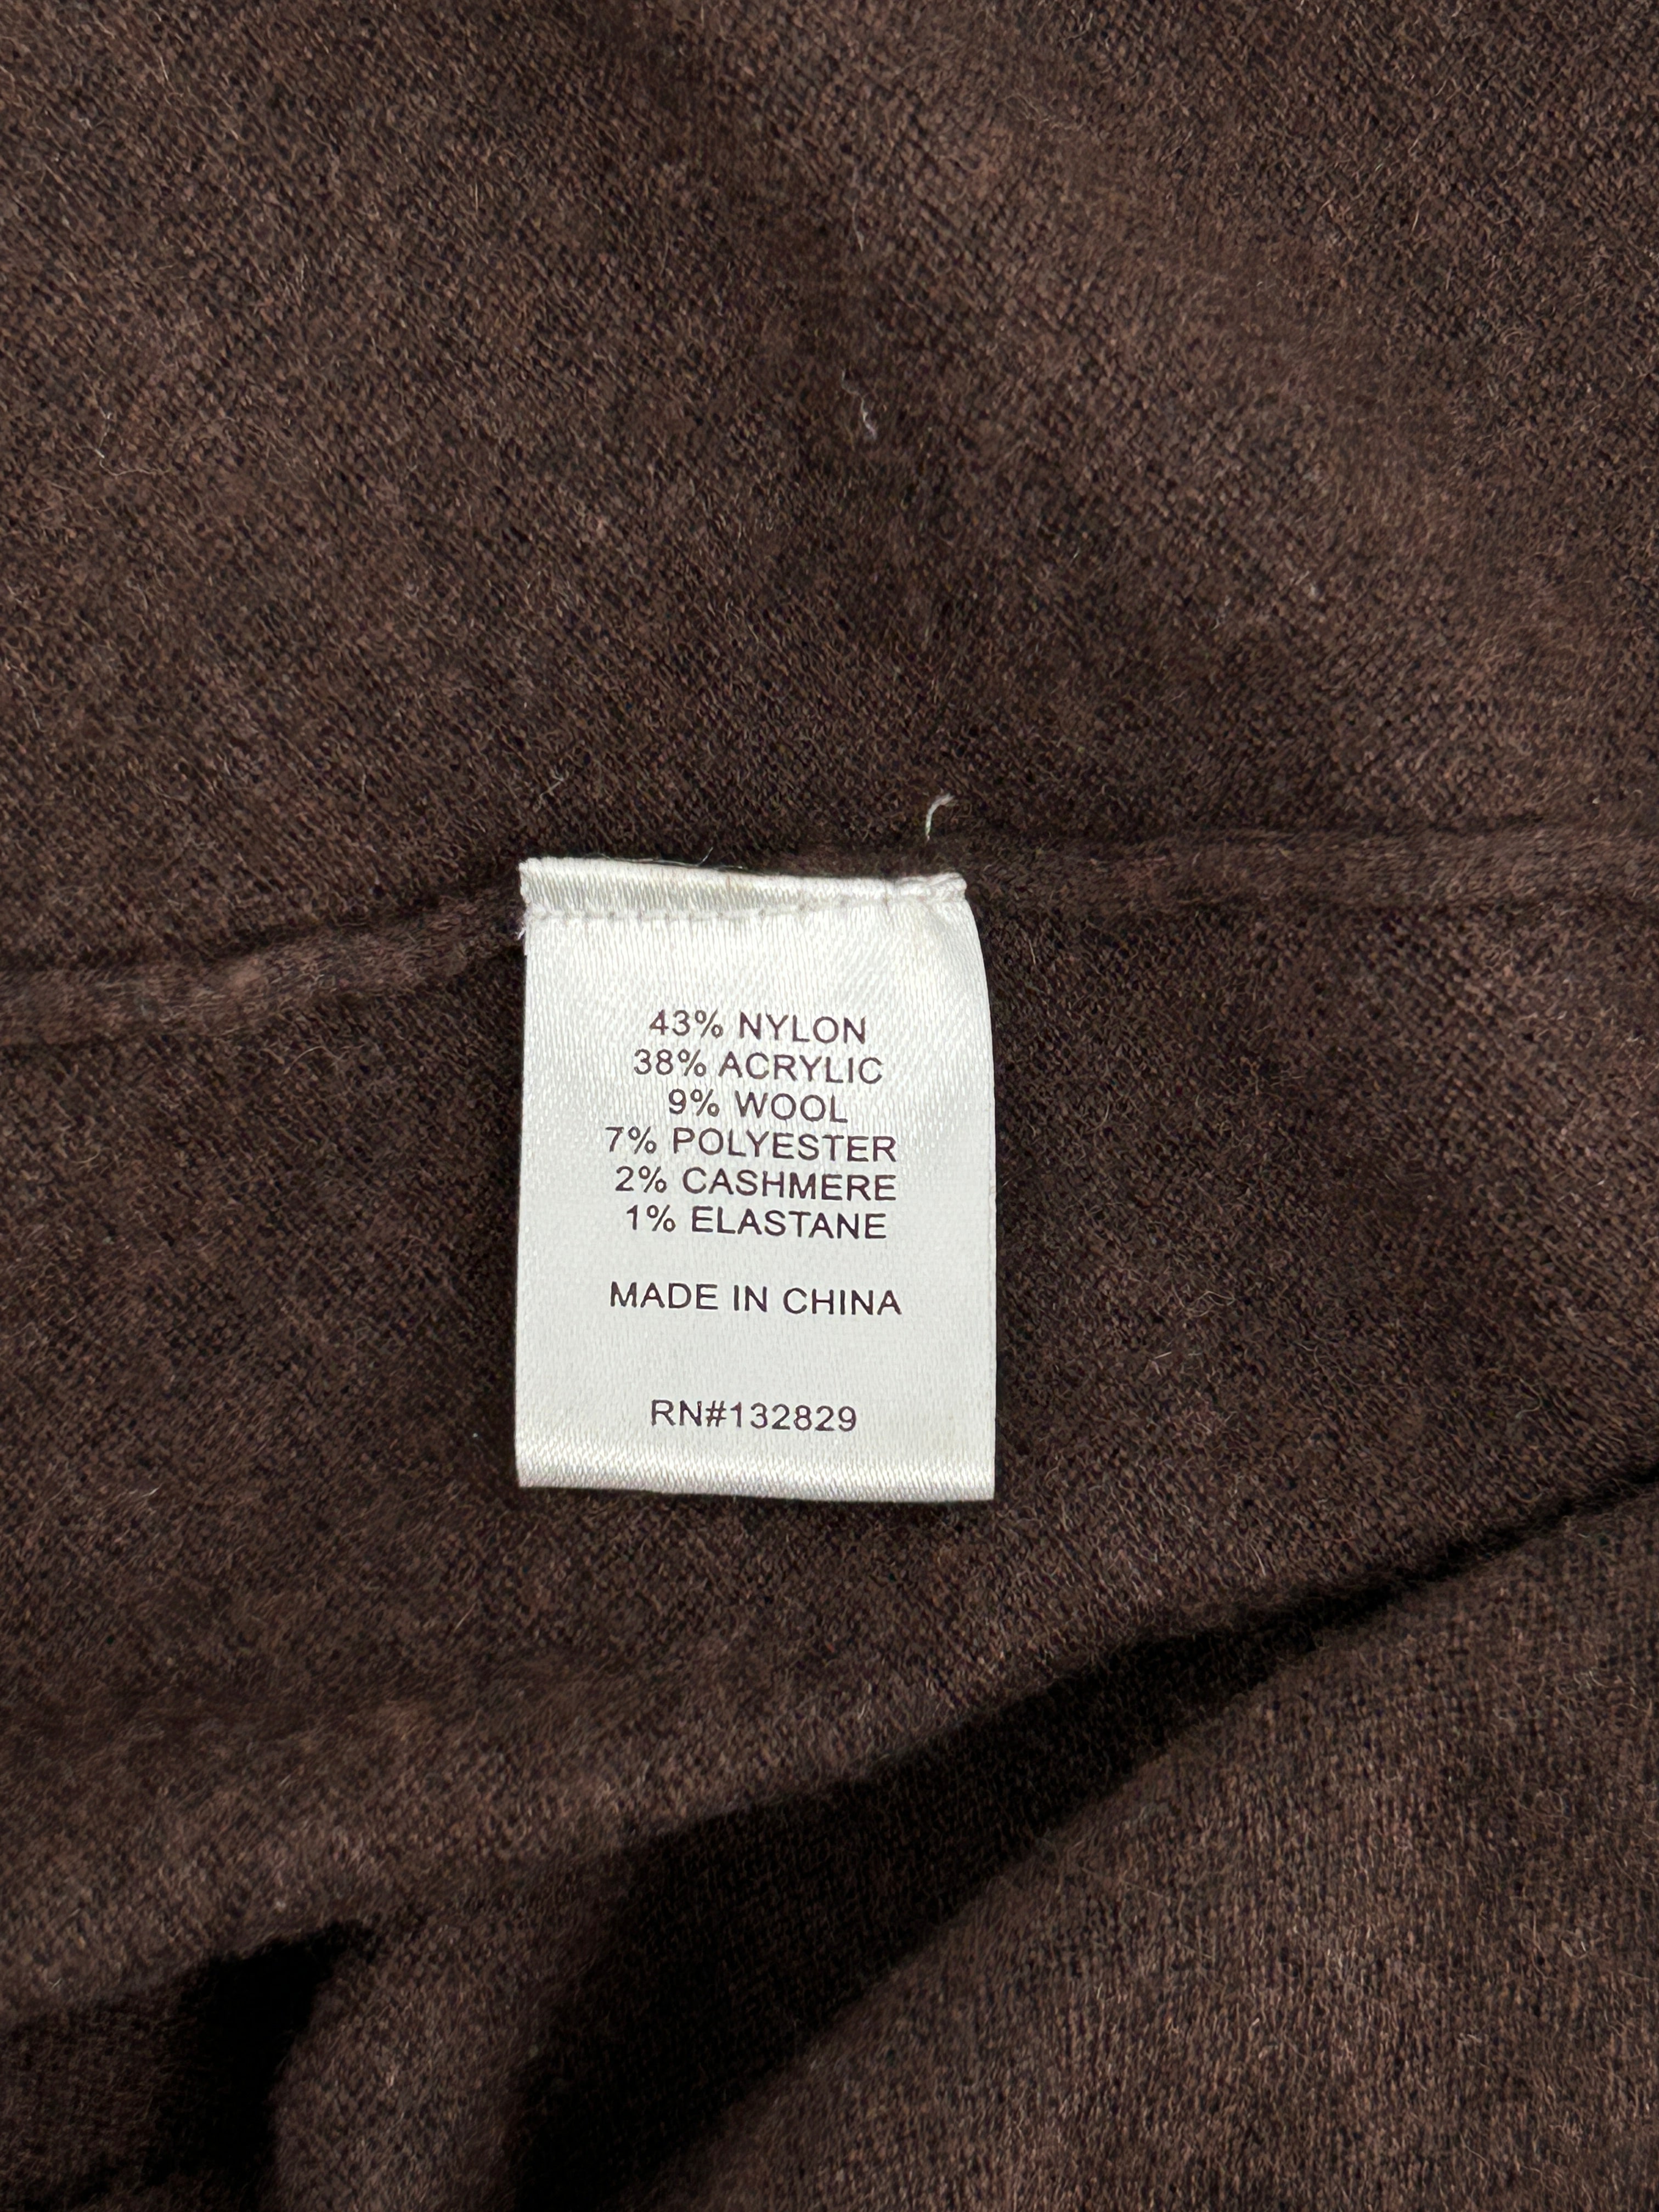 43% NYLON
38% ACRYLIC
9% WOOL
7% POLYESTER
2% CASHMERE
1% ELASTANE
MADE IN CHINA
RN#132829